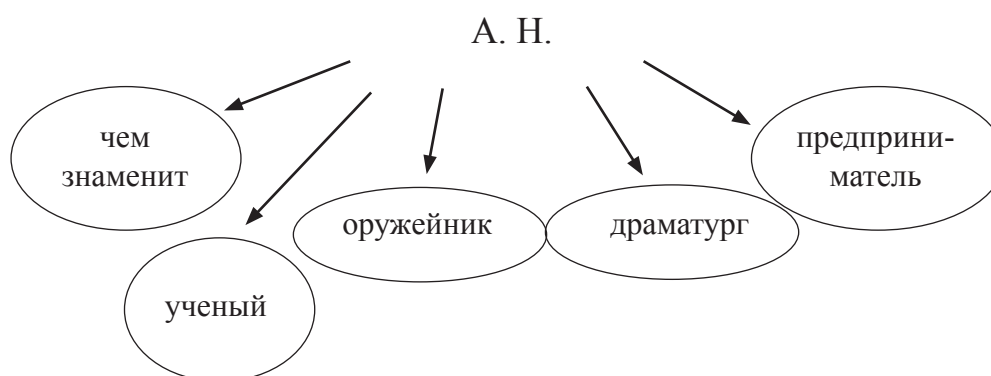 А. Н.
чем
знаменит
ученый
оружейник
драматург
предприни-
матель